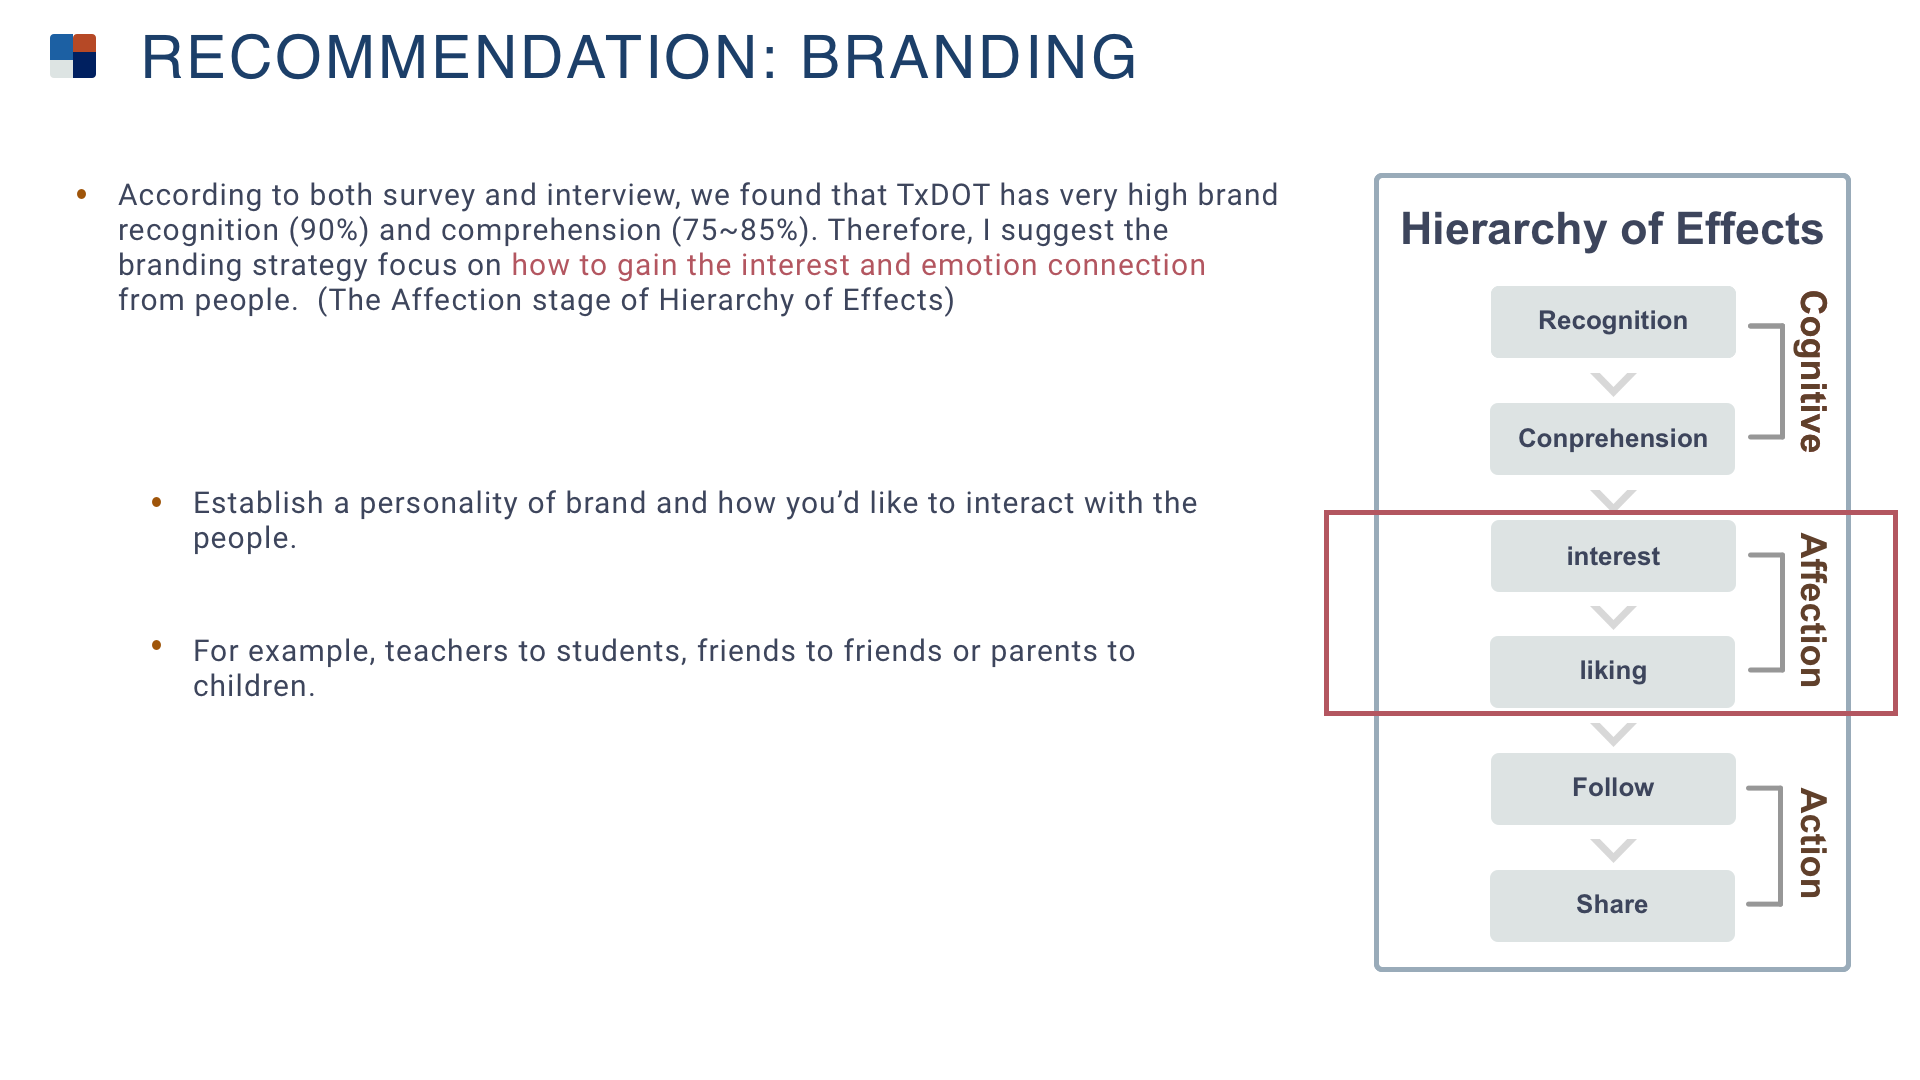 RECOMMENDATION: BRANDING
• According to both survey and interview, we found that TxDOT has very high brand
recognition (90%) and comprehension (75~85%). Therefore, I suggest the
branding strategy focus on how to gain the interest and emotion connection
from people.  (The Affection stage of Hierarchy of Effects)
• Establish a personality of brand and how you’d like to interact with the
people.
• For example, teachers to students, friends to friends or parents to
children.
Hierarchy of Effects
Recognition
Conprehension
Cognitive
interest
liking
Affection
Follow
Share
Action